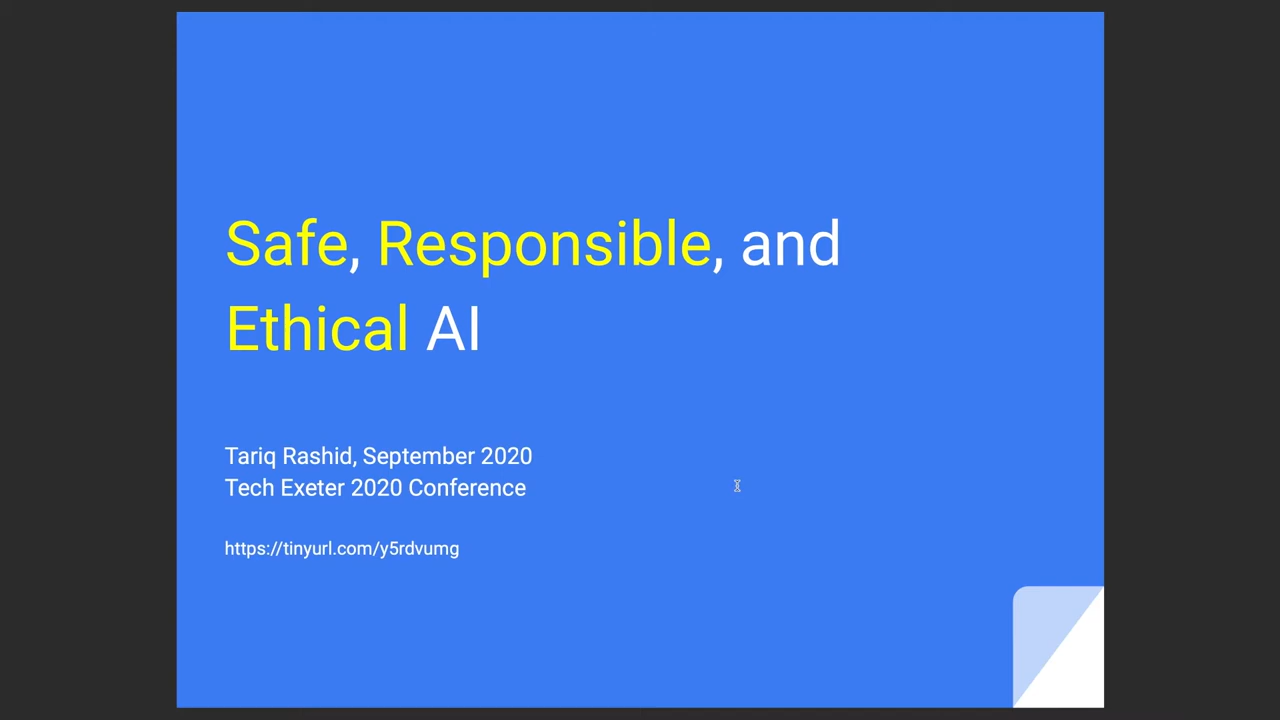 Safe, Responsible, and
Ethical AI
Tariq Rashid, September 2020
Tech Exeter 2020 Conference
https://tinyurl.com/y5rdvumg